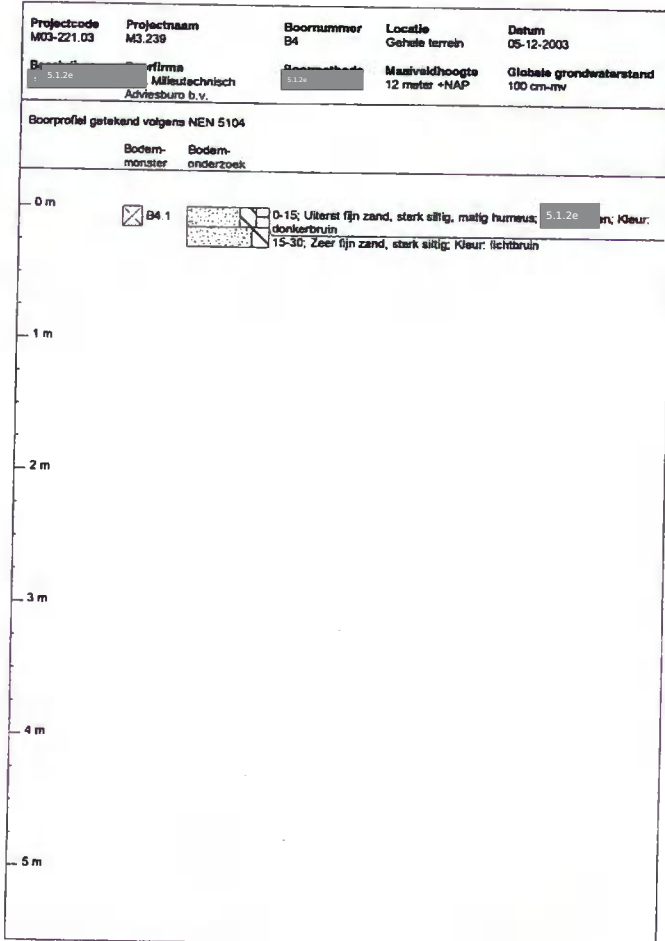 Projectcode Projectnaam Boornummer Locatie Datum
M03-221.03 M3.239 B4 Gehele terrein 05-12-2003
Maaiveldhoogte Globale grondwaterstand
: 5.1.2e Milieutechnisch 5.1.2e 12 meter +NAP 100 cm-mv
Adviesburo b.v.
Boorprofiel getekend volgens NEN 5104
Bodem- Bodem-
monster onderzoek
0 m
B4.1 0-15; Uiterst fijn zand, sterk siltig, matig humeus; 5.1.2e en; Kleur:
donkerbruin
15-30; Zeer fijn zand, sterk siltig; Kleur: lichtbruin
1 m
2 m
3 m
4 m
5 m